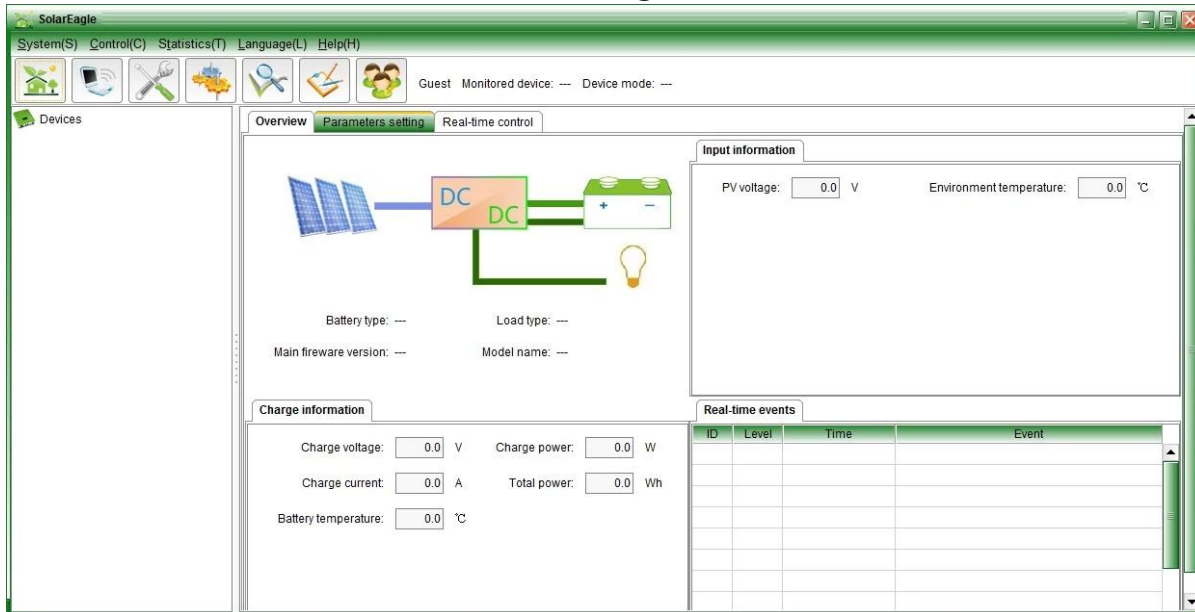 SolarEagle
System(S) Control(C) Statistics(T) Language(L) Help(H)
Guest Monitored device: --- Device mode: ---
Devices
Overview Parameters setting Real-time control
DC
DC
+ −
Battery type: --- Load type: ---
Main fireware version: --- Model name: ---
Input information
PV voltage: 0.0 V Environment temperature: 0.0 ℃
Charge information
Charge voltage: 0.0 V Charge power: 0.0 W
Charge current: 0.0 A Total power: 0.0 Wh
Battery temperature: 0.0 ℃
Real-time events
ID Level Time Event